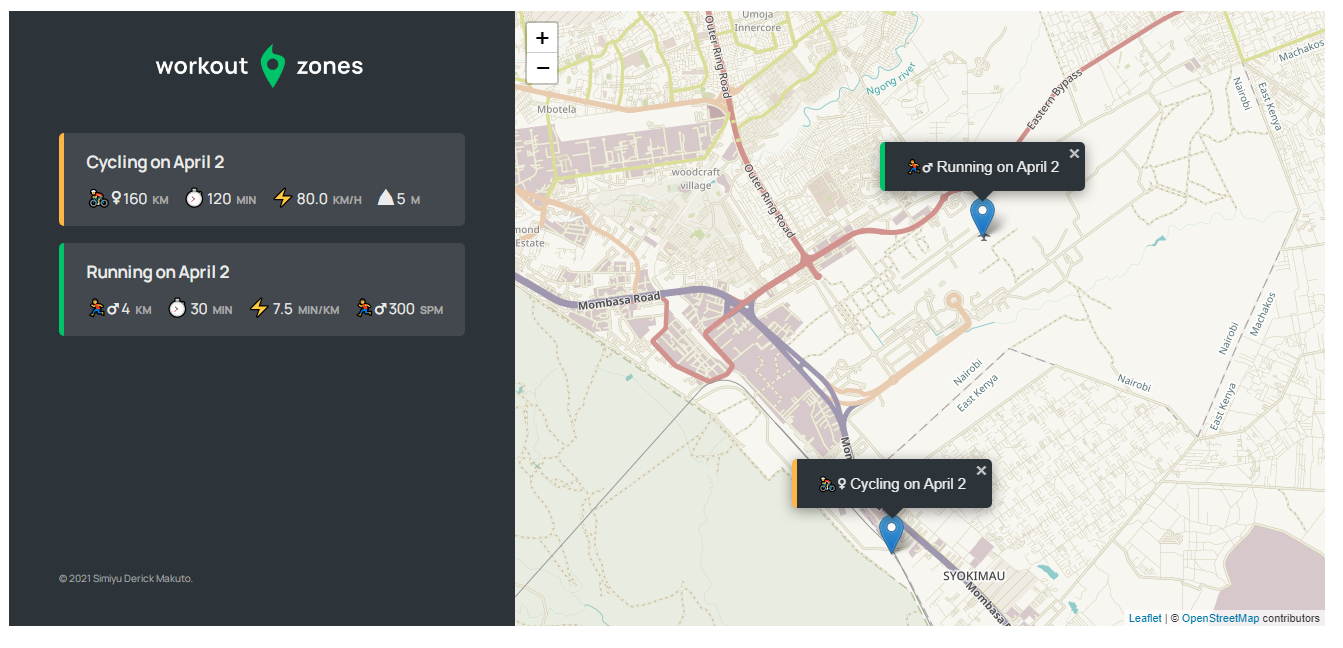 workout zones
Cycling on April 2
🚴‍♀160 KM ⏱ 120 MIN ⚡ 80.0 KM/H ⛰5 M
Running on April 2
🏃‍♂4 KM ⏱ 30 MIN ⚡ 7.5 MIN/KM 🏃‍♂300 SPM
© 2021 Simiyu Derick Makuto.
+
−
Umoja
Innercore
Outer Ring Road
Ngong river
Eastern Bypass
Machakos
Nairobi
East Kenya
Mbotela
woodcraft
village
Outer Ring Road
×
🏃‍♂ Running on April 2
mond
Estate
Mombasa Road
Nairobi
East Kenya
Nairobi
Nairobi
Machakos
East Kenya
Mom
×
🚴‍♀ Cycling on April 2
SYOKIMAU
Mombasa R
Leaflet | © OpenStreetMap contributors